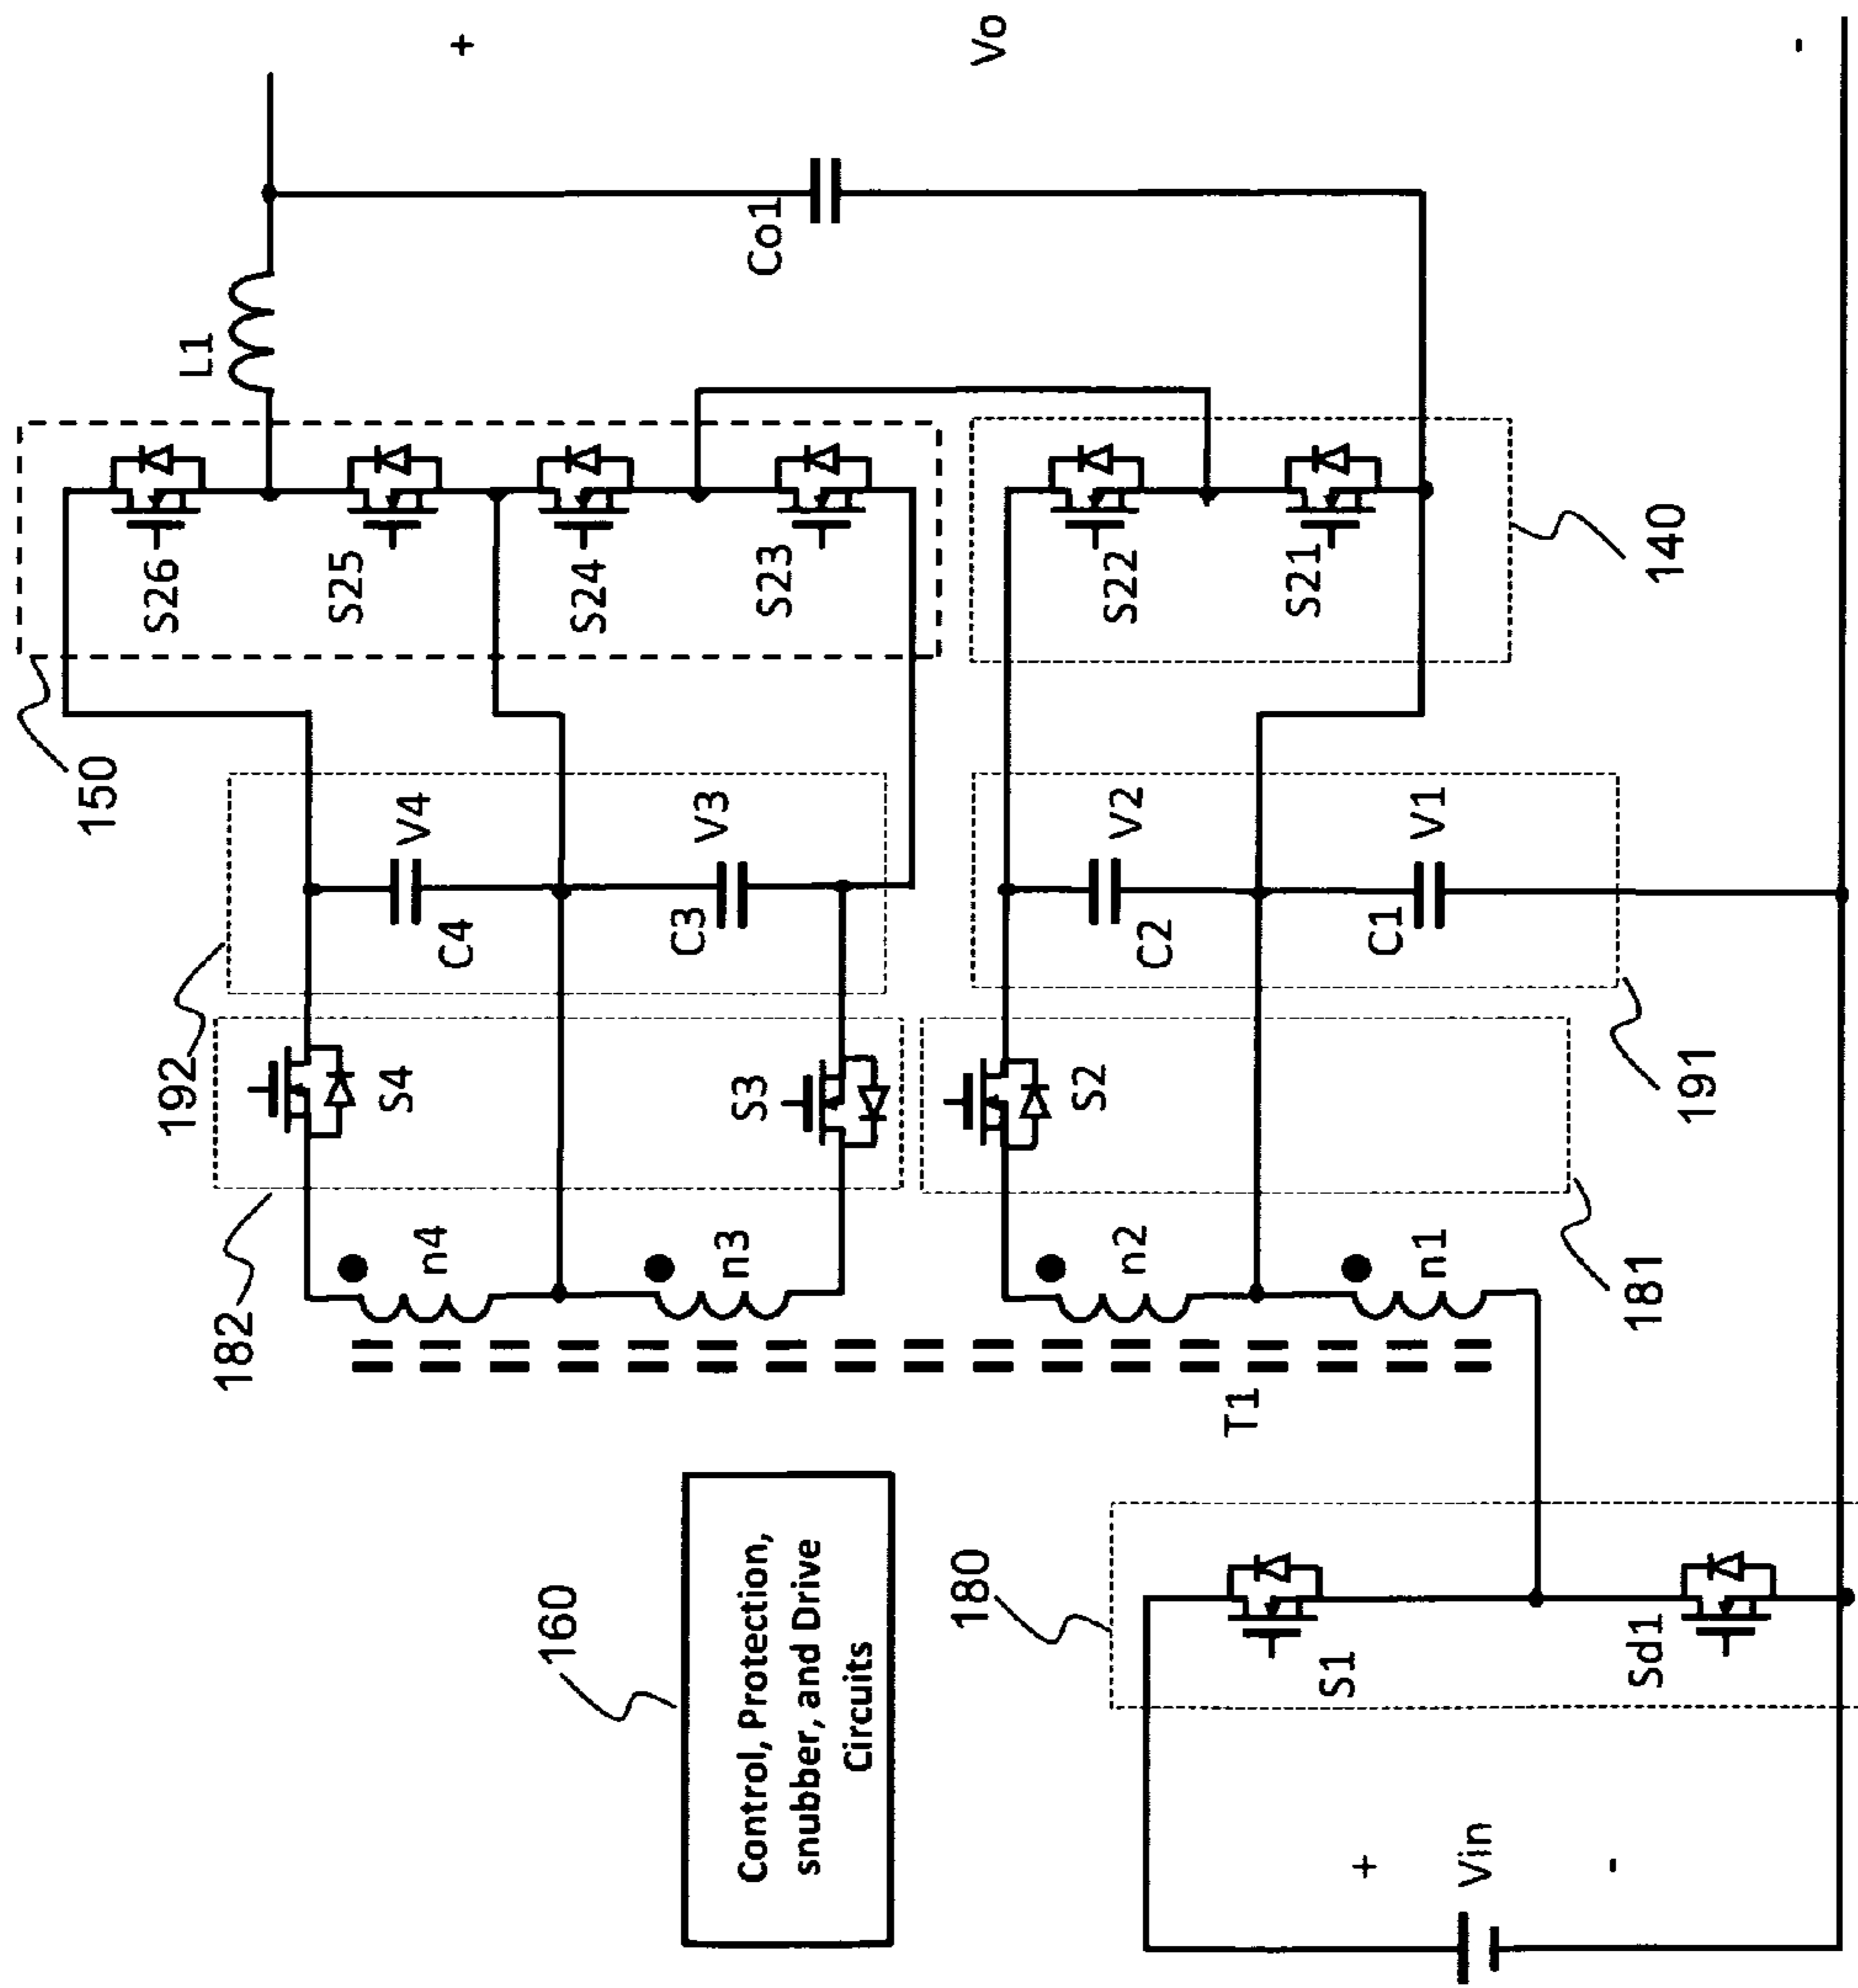 150
S26
S25
S24
S23
L1
+
Vo
-
Co1
S22
S21
140
192
C4
V4
C3
V3
C2
V2
C1
V1
191
182
S4
S3
S2
181
n4
n3
n2
n1
T1
160
Control, Protection,
snubber, and Drive
Circuits
180
S1
Sd1
+
Vin
-